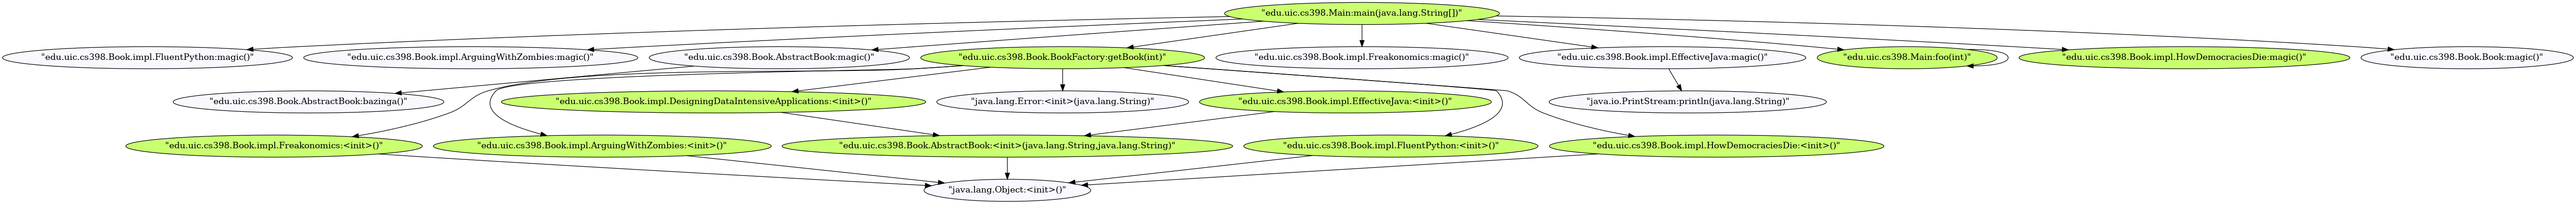 "edu.uic.cs398.Main:main(java.lang.String[])"
"edu.uic.cs398.Book.impl.FluentPython:magic()"
"edu.uic.cs398.Book.impl.ArguingWithZombies:magic()"
"edu.uic.cs398.Book.AbstractBook:magic()"
"edu.uic.cs398.Book.BookFactory:getBook(int)"
"edu.uic.cs398.Book.impl.Freakonomics:magic()"
"edu.uic.cs398.Book.impl.EffectiveJava:magic()"
"edu.uic.cs398.Main:foo(int)"
"edu.uic.cs398.Book.impl.HowDemocraciesDie:magic()"
"edu.uic.cs398.Book.Book:magic()"
"edu.uic.cs398.Book.AbstractBook:bazinga()"
"edu.uic.cs398.Book.impl.DesigningDataIntensiveApplications:<init>()"
"java.lang.Error:<init>(java.lang.String)"
"edu.uic.cs398.Book.impl.EffectiveJava:<init>()"
"java.io.PrintStream:println(java.lang.String)"
"edu.uic.cs398.Book.impl.Freakonomics:<init>()"
"edu.uic.cs398.Book.impl.ArguingWithZombies:<init>()"
"edu.uic.cs398.Book.AbstractBook:<init>(java.lang.String,java.lang.String)"
"edu.uic.cs398.Book.impl.FluentPython:<init>()"
"edu.uic.cs398.Book.impl.HowDemocraciesDie:<init>()"
"java.lang.Object:<init>()"